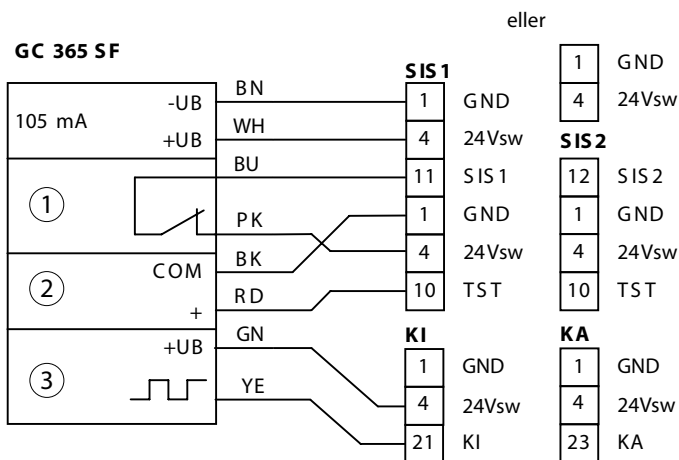 eller
GC 365 SF
SIS1
105 mA
-UB
+UB
BN
WH
BU
PK
BK
RD
GN
YE
1
COM
2
+
+UB
3
1 GND
4 24Vsw
11 SIS1
1 GND
4 24Vsw
10 TST
KI
1 GND
4 24Vsw
21 KI
1 GND
4 24Vsw
SIS2
12 SIS2
1 GND
4 24Vsw
10 TST
KA
1 GND
4 24Vsw
23 KA